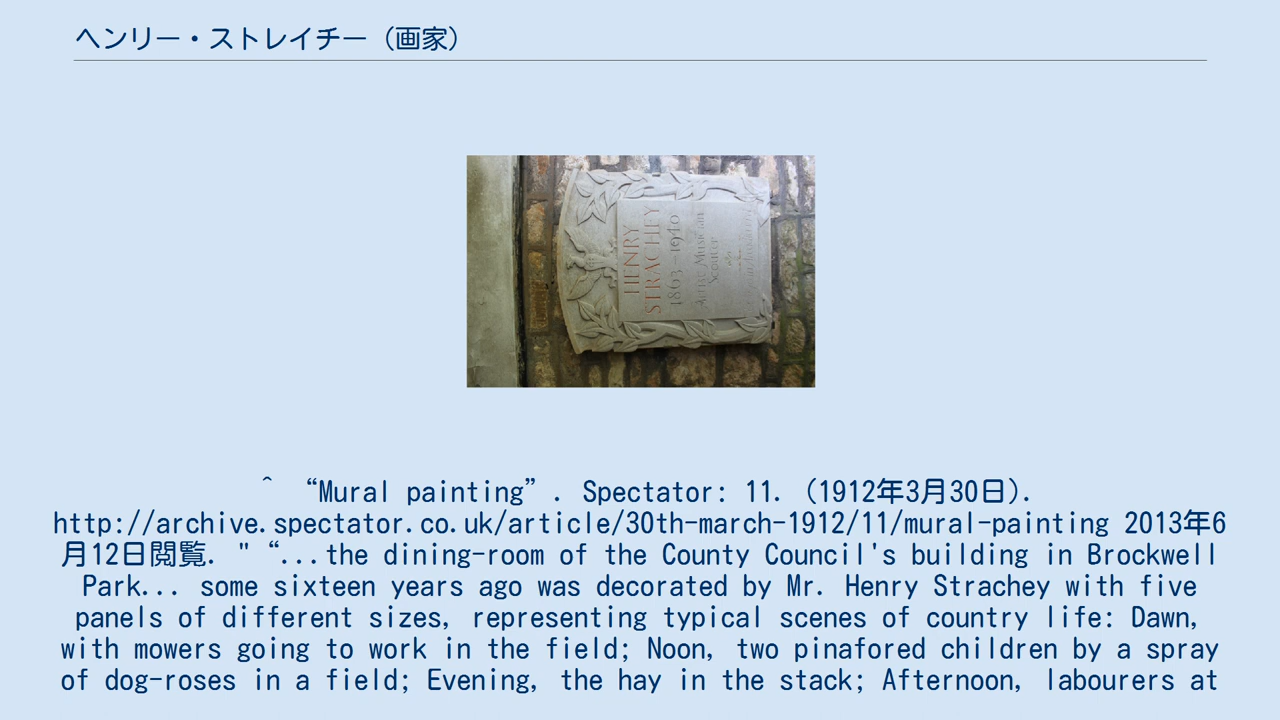 ヘンリー・ストレイチー（画家）
HENRY
STRACHEY
1863-1940
Artist Musician
Scouter
^ “Mural painting”. Spectator: 11. (1912年3月30日).
http://archive.spectator.co.uk/article/30th-march-1912/11/mural-painting 2013年6
月12日閲覧. " “...the dining-room of the County Council's building in Brockwell
Park... some sixteen years ago was decorated by Mr. Henry Strachey with five
panels of different sizes, representing typical scenes of country life: Dawn,
with mowers going to work in the field; Noon, two pinafored children by a spray
of dog-roses in a field; Evening, the hay in the stack; Afternoon, labourers at